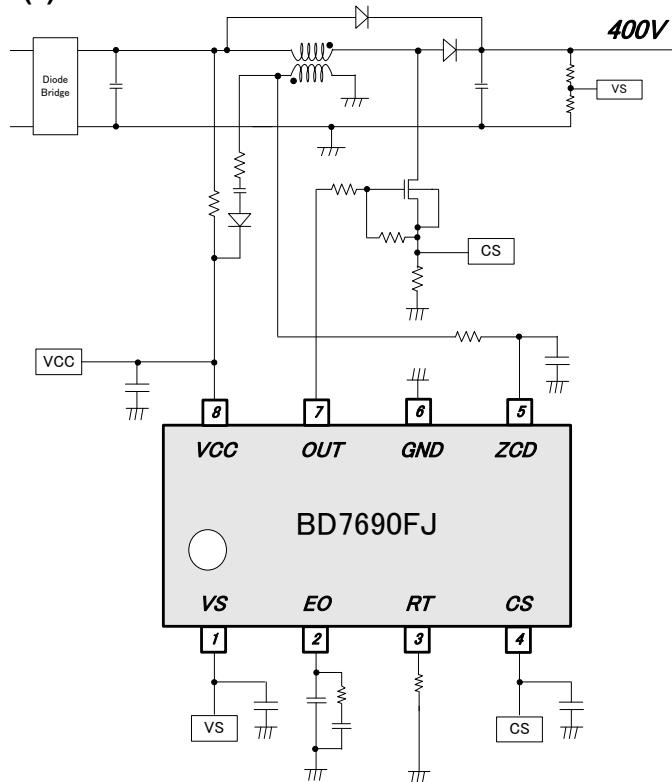 400V
Diode
Bridge
VS
CS
VCC
8 7 6 5
VCC OUT GND ZCD
BD7690FJ
VS EO RT CS
1 2 3 4
VS
CS